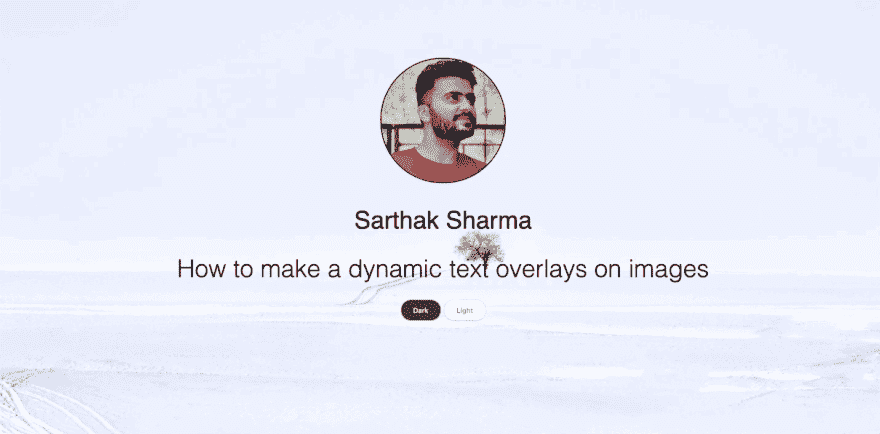 Sarthak Sharma
How to make a dynamic text overlays on images
Dark Light